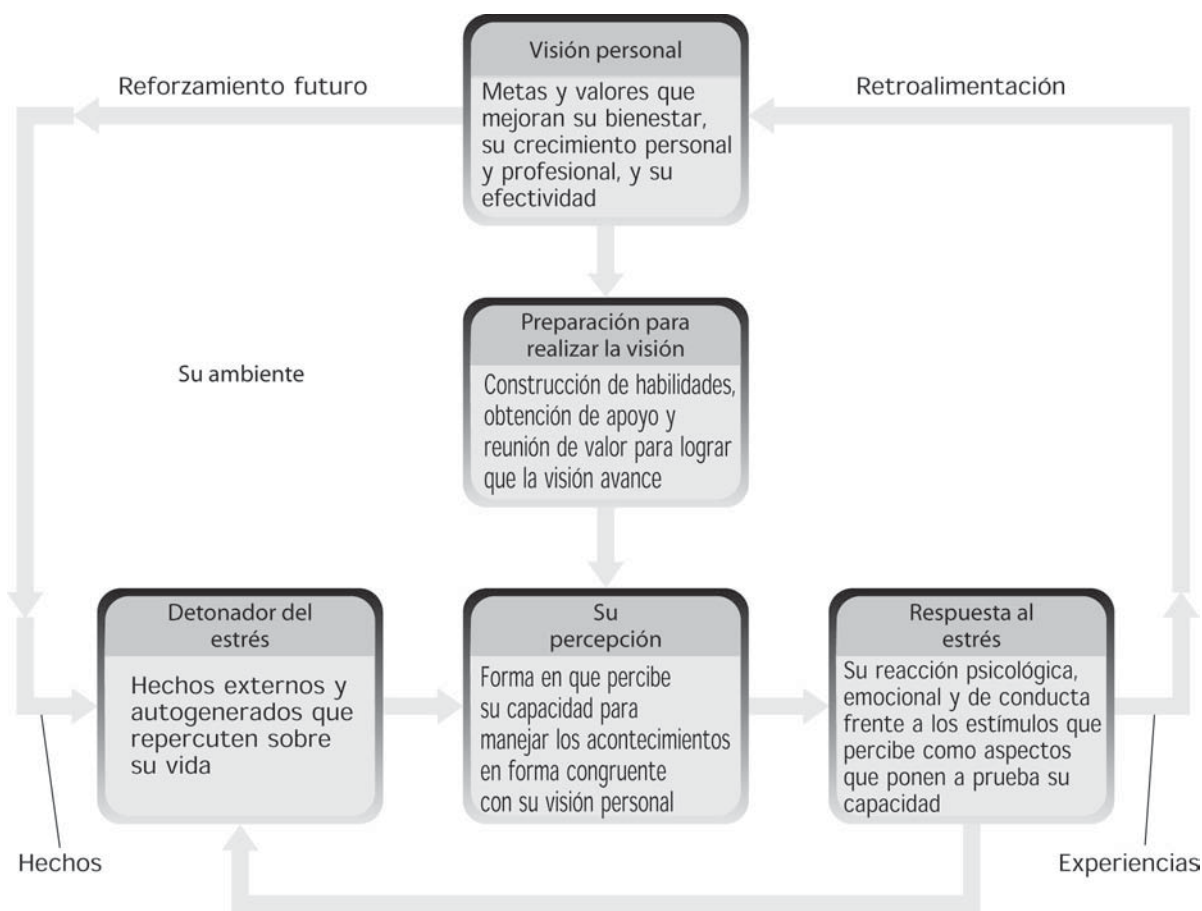 Visión personal
Reforzamiento futuro
Retroalimentación
Metas y valores que
mejoran su bienestar,
su crecimiento personal
y profesional, y su
efectividad
Preparación para
realizar la visión
Su ambiente
Construcción de habilidades,
obtención de apoyo y
reunión de valor para lograr
que la visión avance
Detonador del
estrés
Hechos externos y
autogenerados que
repercuten sobre
su vida
Su
percepción
Forma en que percibe
su capacidad para
manejar los acontecimientos
en forma congruente
con su visión personal
Respuesta al
estrés
Su reacción psicológica,
emocional y de conducta
frente a los estímulos que
percibe como aspectos
que ponen a prueba su
capacidad
Hechos
Experiencias